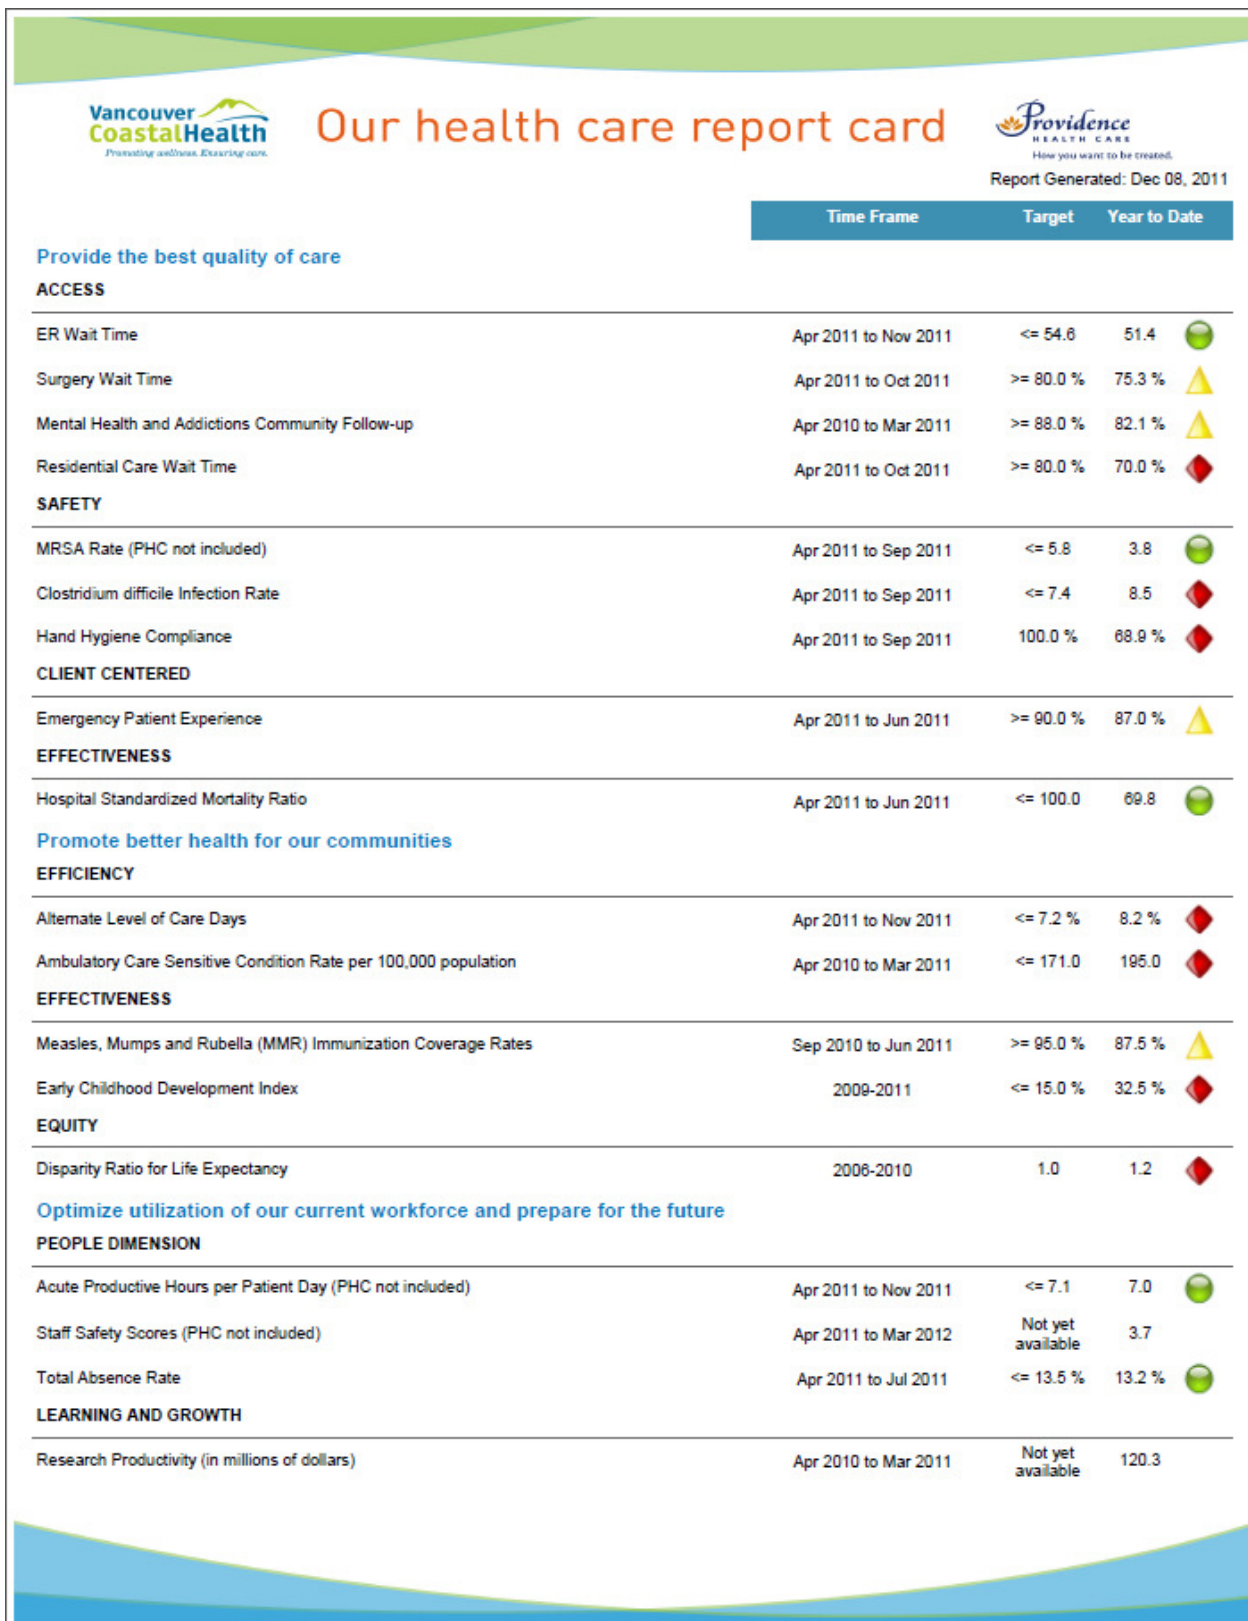 Vancouver
CoastalHealth
Promoting wellness. Ensuring care.
Our health care report card
Providence
HEALTH CARE
How you want to be treated.
Report Generated: Dec 08, 2011
Time Frame Target Year to Date
Provide the best quality of care
ACCESS
ER Wait Time Apr 2011 to Nov 2011 <= 54.6 51.4
Surgery Wait Time Apr 2011 to Oct 2011 >= 80.0 % 75.3 %
Mental Health and Addictions Community Follow-up Apr 2010 to Mar 2011 >= 88.0 % 82.1 %
Residential Care Wait Time Apr 2011 to Oct 2011 >= 80.0 % 70.0 %
SAFETY
MRSA Rate (PHC not included) Apr 2011 to Sep 2011 <= 5.8 3.8
Clostridium difficile Infection Rate Apr 2011 to Sep 2011 <= 7.4 8.5
Hand Hygiene Compliance Apr 2011 to Sep 2011 100.0 % 68.9 %
CLIENT CENTERED
Emergency Patient Experience Apr 2011 to Jun 2011 >= 90.0 % 87.0 %
EFFECTIVENESS
Hospital Standardized Mortality Ratio Apr 2011 to Jun 2011 <= 100.0 69.8
Promote better health for our communities
EFFICIENCY
Alternate Level of Care Days Apr 2011 to Nov 2011 <= 7.2 % 8.2 %
Ambulatory Care Sensitive Condition Rate per 100,000 population Apr 2010 to Mar 2011 <= 171.0 195.0
EFFECTIVENESS
Measles, Mumps and Rubella (MMR) Immunization Coverage Rates Sep 2010 to Jun 2011 >= 95.0 % 87.5 %
Early Childhood Development Index 2009-2011 <= 15.0 % 32.5 %
EQUITY
Disparity Ratio for Life Expectancy 2006-2010 1.0 1.2
Optimize utilization of our current workforce and prepare for the future
PEOPLE DIMENSION
Acute Productive Hours per Patient Day (PHC not included) Apr 2011 to Nov 2011 <= 7.1 7.0
Staff Safety Scores (PHC not included) Apr 2011 to Mar 2012 Not yet available 3.7
Total Absence Rate Apr 2011 to Jul 2011 <= 13.5 % 13.2 %
LEARNING AND GROWTH
Research Productivity (in millions of dollars) Apr 2010 to Mar 2011 Not yet available 120.3